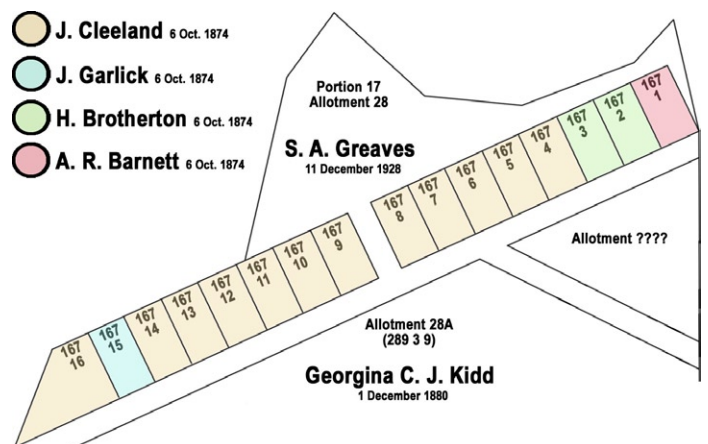 J. Cleeland 6 Oct. 1874
J. Garlick 6 Oct. 1874
H. Brotherton 6 Oct. 1874
A. R. Barnett 6 Oct. 1874
Portion 17
Allotment 28
S. A. Greaves
11 December 1928
167
1
167
2
167
3
167
4
167
5
167
6
167
7
167
8
167
9
167
10
167
11
167
12
167
13
167
14
167
15
167
16
Allotment ????
Allotment 28A
(289 3 9)
Georgina C. J. Kidd
1 December 1880